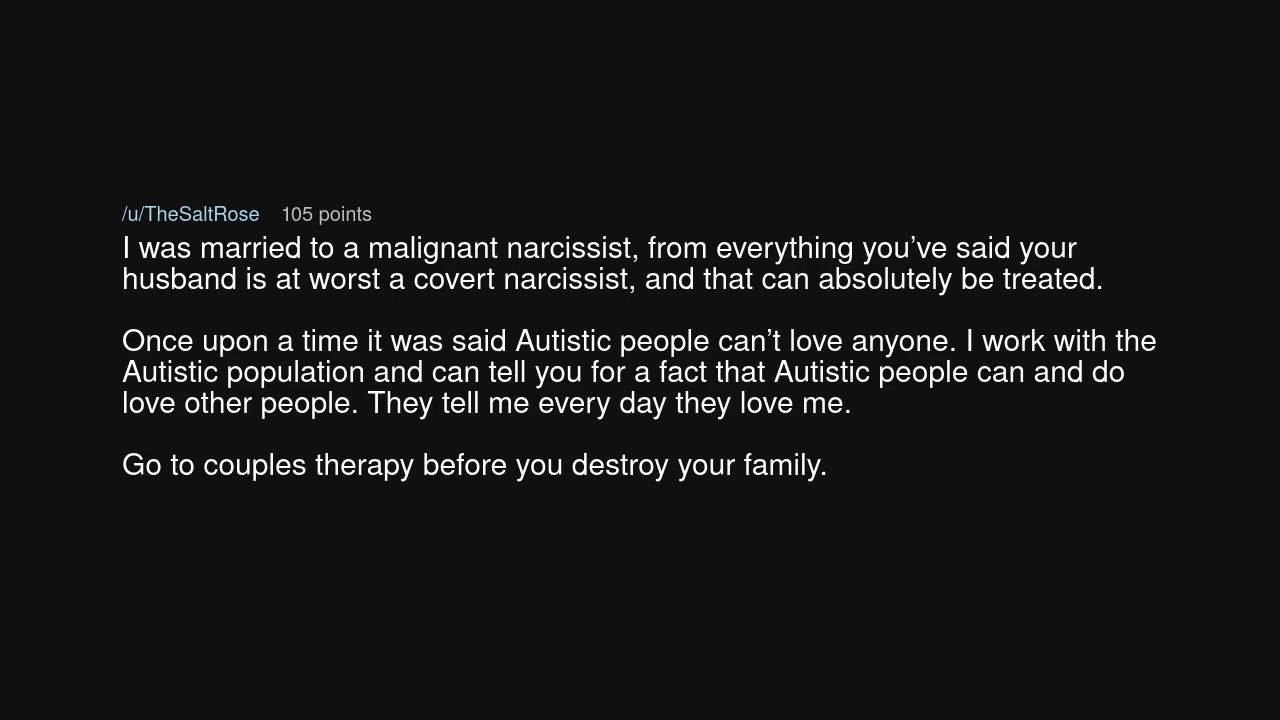 /u/TheSaltRose 105 points
I was married to a malignant narcissist, from everything you’ve said your
husband is at worst a covert narcissist, and that can absolutely be treated.
Once upon a time it was said Autistic people can’t love anyone. I work with the
Autistic population and can tell you for a fact that Autistic people can and do
love other people. They tell me every day they love me.
Go to couples therapy before you destroy your family.